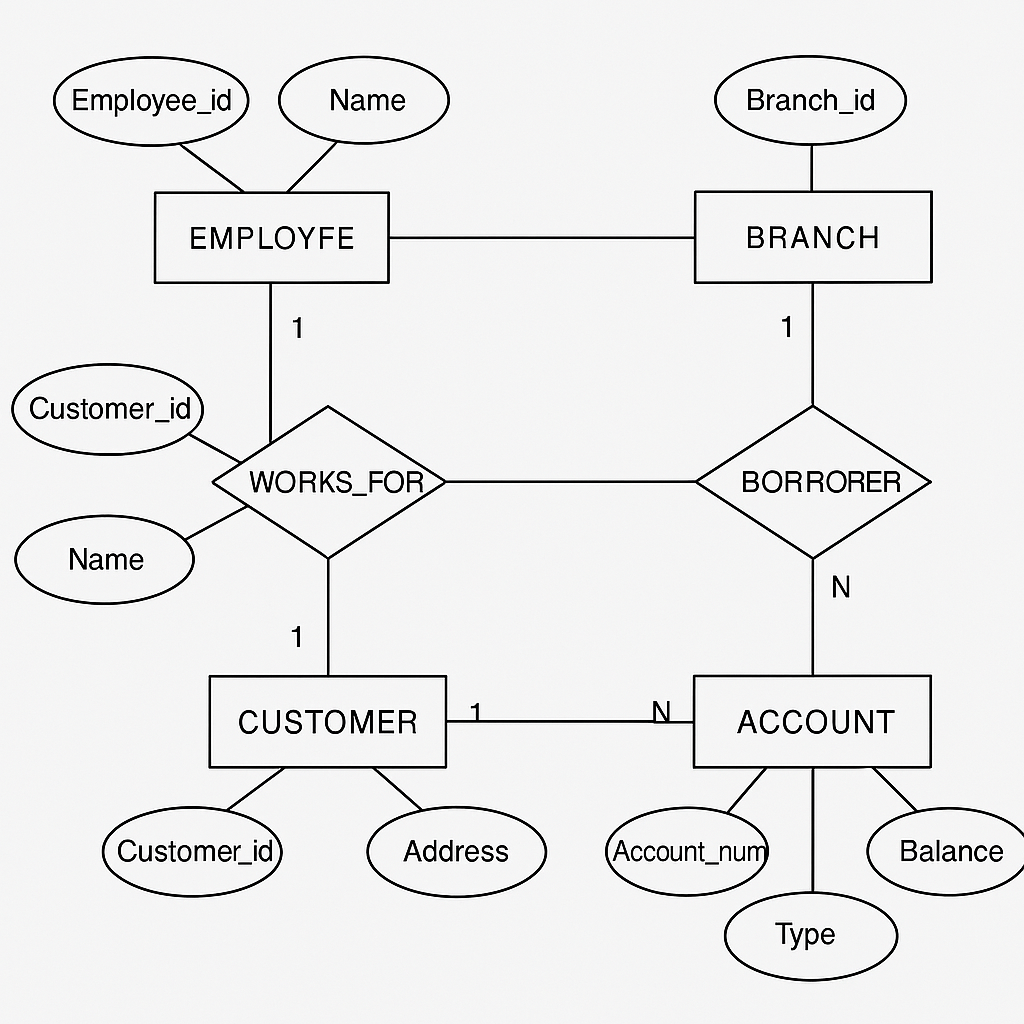 Employee_id
Name
Branch_id
EMPLOYFE
BRANCH
1
1
Customer_id
WORKS_FOR
BORRORER
Name
N
1
CUSTOMER
1
N
ACCOUNT
Customer_id
Address
Account_num
Balance
Type